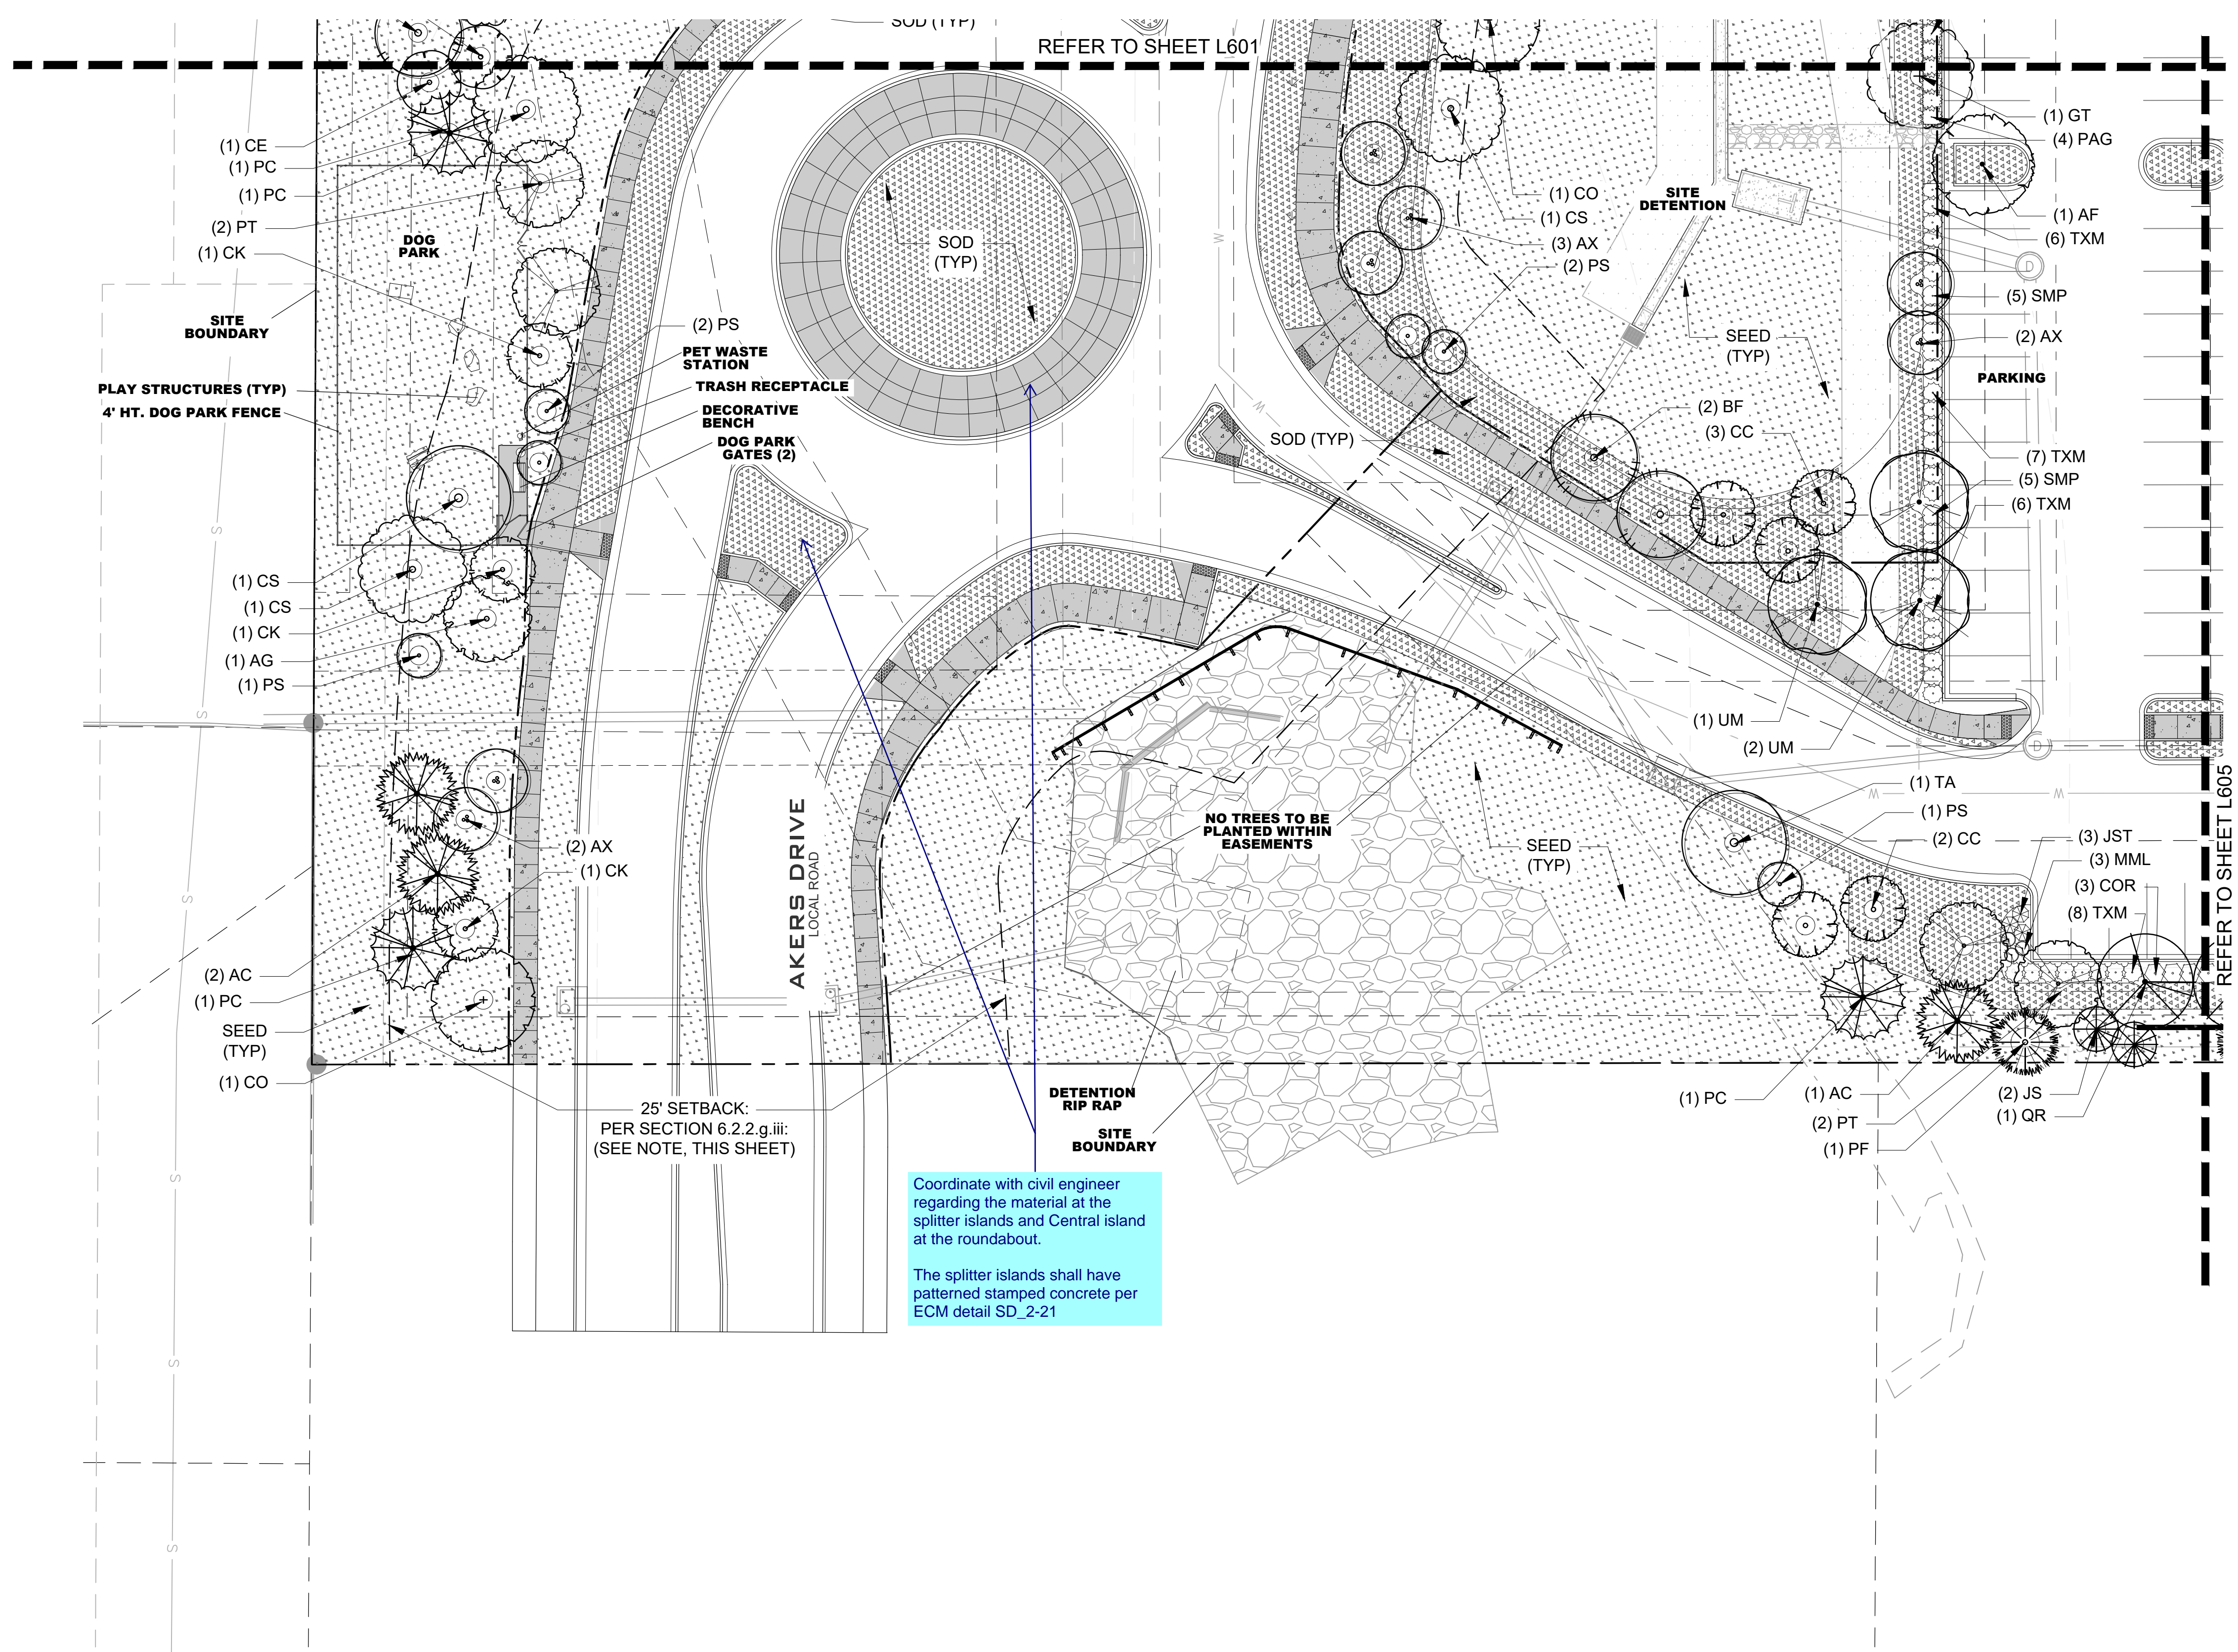 SOD (TYP)
REFER TO SHEET L601
(1) CE
(1) PC
(1) PC
(2) PT
(1) CK
DOG
PARK
SITE
BOUNDARY
PLAY STRUCTURES (TYP)
4' HT. DOG PARK FENCE
(2) PS
PET WASTE
STATION
TRASH RECEPTACLE
DECORATIVE
BENCH
DOG PARK
GATES (2)
SOD
(TYP)
SOD (TYP)
(1) CO
(1) CS
(3) AX
(2) PS
SITE
DETENTION
SEED
(TYP)
(2) BF
(3) CC
(1) GT
(4) PAG
(1) AF
(6) TXM
D
(5) SMP
(2) AX
PARKING
(7) TXM
(5) SMP
(6) TXM
(1) CS
(1) CS
(1) CK
(1) AG
(1) PS
(1) UM
(2) UM
D
(1) TA
(1) PS
(2) CC
(3) JST
(3) MML
(3) COR
(8) TXM
REFER TO SHEET L605
(2) AX
(1) CK
AKERS DRIVE
LOCAL ROAD
NO TREES TO BE
PLANTED WITHIN
EASEMENTS
SEED
(TYP)
(2) AC
(1) PC
SEED
(TYP)
(1) CO
25' SETBACK:
PER SECTION 6.2.2.g.iii:
(SEE NOTE, THIS SHEET)
DETENTION
RIP RAP
SITE
BOUNDARY
(1) PC
(1) AC
(2) PT
(1) PF
(2) JS
(1) QR
Coordinate with civil engineer
regarding the material at the
splitter islands and Central island
at the roundabout.
The splitter islands shall have
patterned stamped concrete per
ECM detail SD_2-21
S
S
S
S
S
S
W
W
W
W
W
W